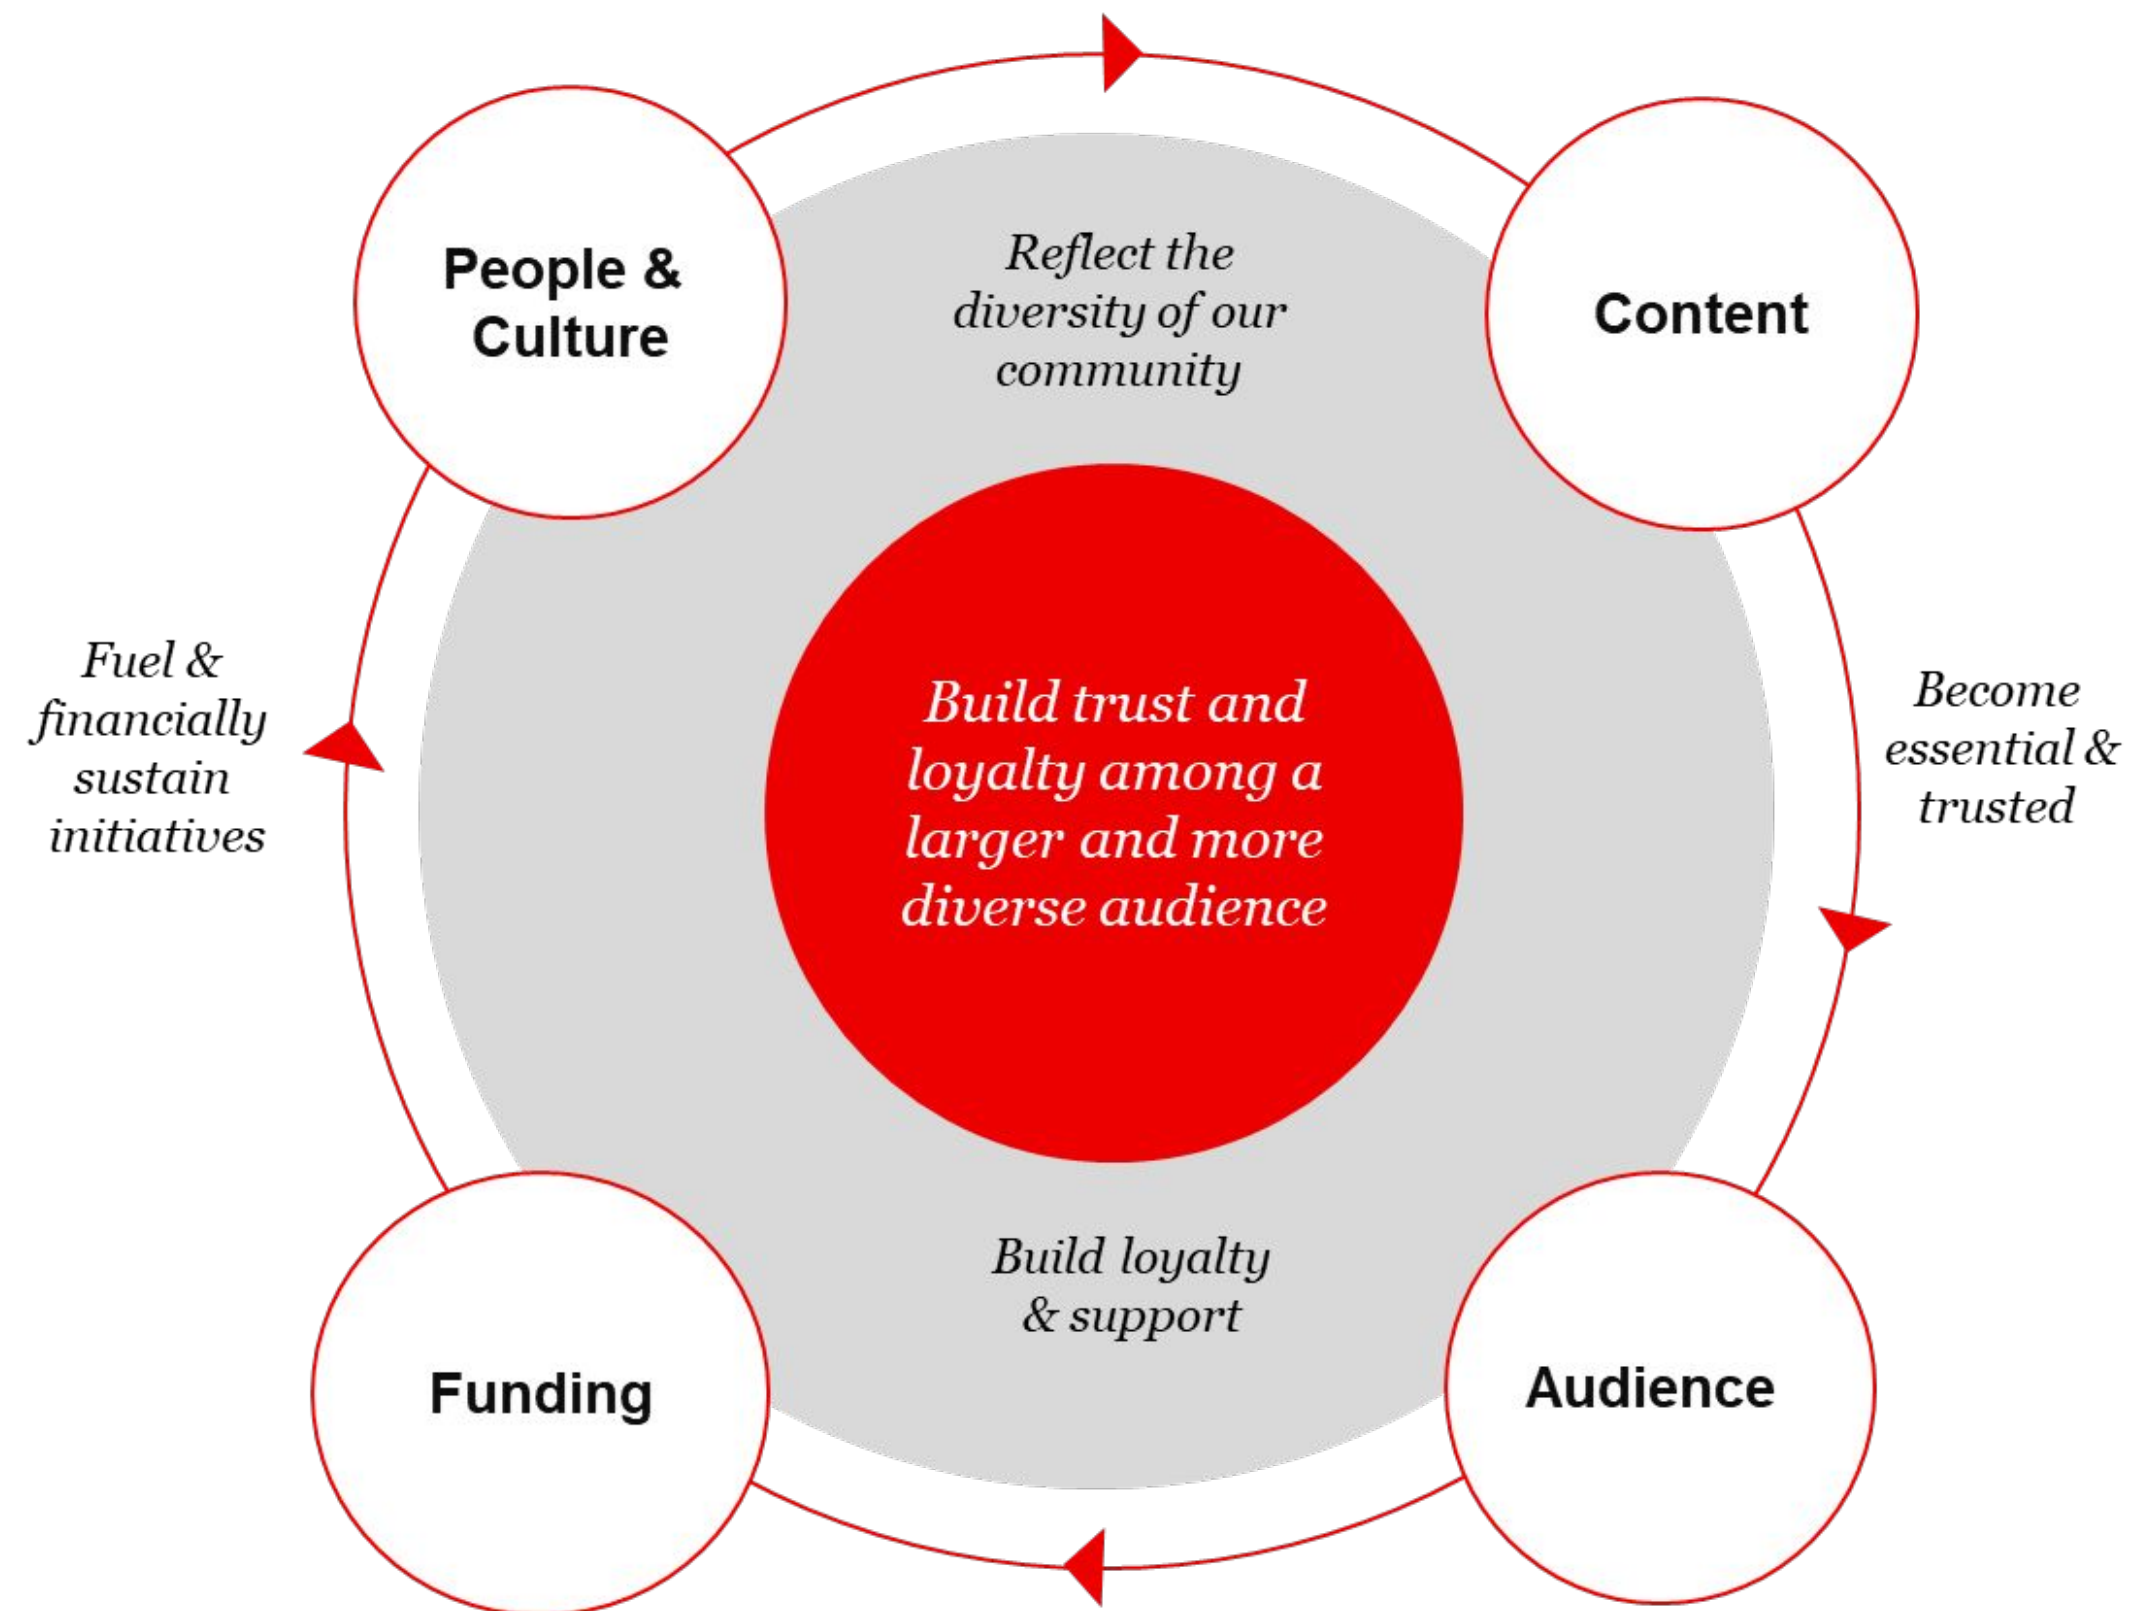 People &
Culture
Reflect the
diversity of our
community
Content
Fuel &
financially
sustain
initiatives
Build trust and
loyalty among a
larger and more
diverse audience
Become
essential &
trusted
Funding
Build loyalty
& support
Audience